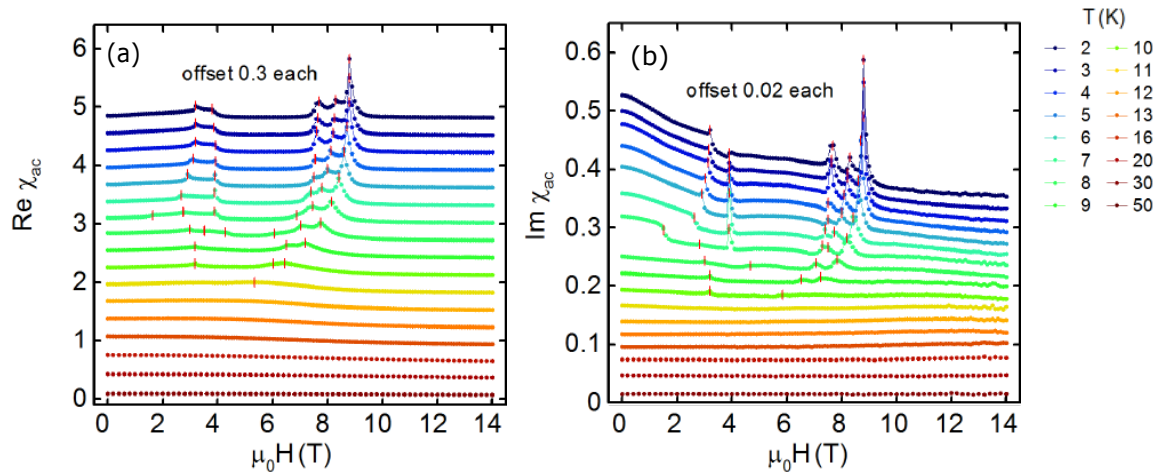 (a)
offset 0.3 each
Re χac
6
5
4
3
2
1
0
0 2 4 6 8 10 12 14
μ0H (T)
(b)
offset 0.02 each
Im χac
0.6
0.5
0.4
0.3
0.2
0.1
0
0 2 4 6 8 10 12 14
μ0H (T)
T (K)
2 10
3 11
4 12
5 13
6 16
7 20
8 30
9 50